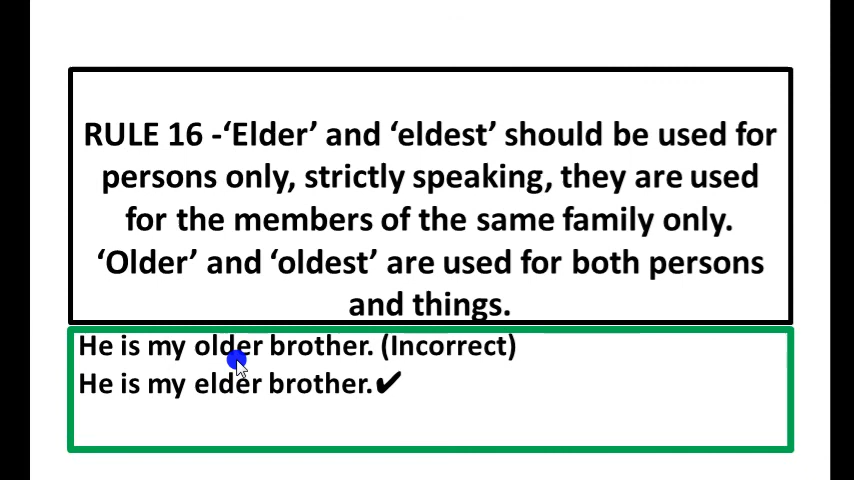 RULE 16 -‘Elder’ and ‘eldest’ should be used for
persons only, strictly speaking, they are used
for the members of the same family only.
‘Older’ and ‘oldest’ are used for both persons
and things.
He is my older brother. (Incorrect)
He is my elder brother.✔